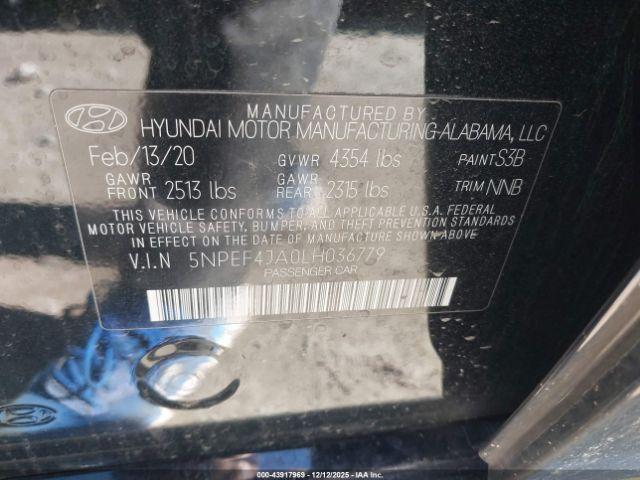 MANUFACTURED BY
HYUNDAI MOTOR MANUFACTURING-ALABAMA, LLC
Feb/13/20 GVWR 4354 lbs PAINT S3B
GAWR FRONT 2513 lbs GAWR REAR 2315 lbs TRIM NNB
THIS VEHICLE CONFORMS TO ALL APPLICABLE U.S.A. FEDERAL
MOTOR VEHICLE SAFETY, BUMPER, AND THEFT PREVENTION STANDARDS
IN EFFECT ON THE DATE OF MANUFACTURE SHOWN ABOVE.
V.I.N 5NPEF4JA0LH036779
PASSENGER CAR
000-43917969 - 12/12/2025 - IAA Inc.